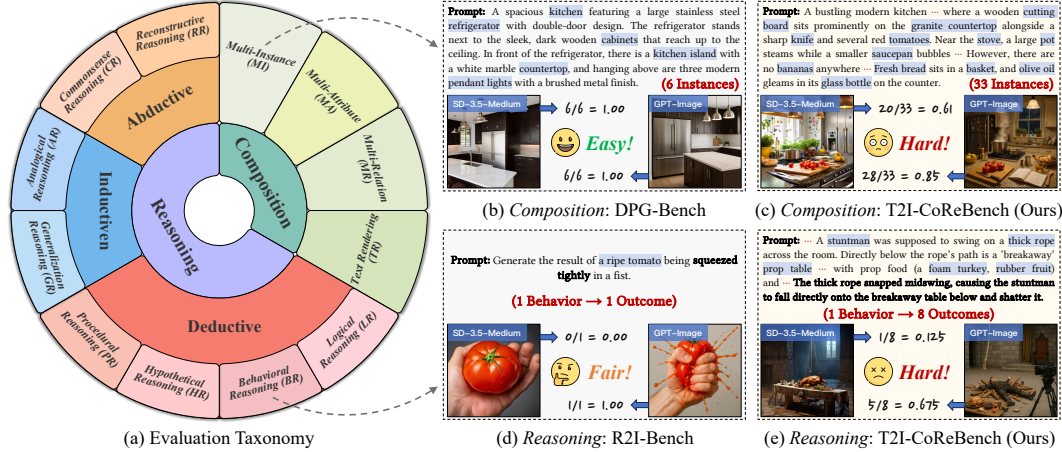 Reconstructive
Reasoning (RR)
Commonsense
Reasoning (CR)
Analogical
Reasoning (AR)
Generalization
Reasoning (GR)
Procedural
Reasoning (PR)
Hypothetical
Reasoning (HR)
Behavioral
Reasoning (BR)
Logical
Reasoning (LR)
Text Rendering
(TR)
Multi-Relation
(MR)
Multi-Attribute
(MA)
Multi-Instance
(MI)
Abductive
Inductiven
Deductive
Reasoning
Composition
(a) Evaluation Taxonomy
Prompt: A spacious kitchen featuring a large stainless steel
refrigerator with double-door design. The refrigerator stands
next to the sleek, dark wooden cabinets that reach up to the
ceiling. In front of the refrigerator, there is a kitchen island with
a white marble countertop, and hanging above are three modern
pendant lights with a brushed metal finish.
(6 Instances)
SD-3.5-Medium
6/6 = 1.00
GPT-Image
Easy!
6/6 = 1.00
(b) Composition: DPG-Bench
Prompt: A bustling modern kitchen ··· where a wooden cutting
board sits prominently on the granite countertop alongside a
sharp knife and several red tomatoes. Near the stove, a large pot
steams while a smaller saucepan bubbles ··· However, there are
no bananas anywhere ··· Fresh bread sits in a basket, and olive oil
gleams in its glass bottle on the counter.
(33 Instances)
SD-3.5-Medium
20/33 = 0.61
GPT-Image
Hard!
28/33 = 0.85
(c) Composition: T2I-CoReBench (Ours)
Prompt: Generate the result of a ripe tomato being squeezed
tightly in a fist.
(1 Behavior → 1 Outcome)
SD-3.5-Medium
0/1 = 0.00
GPT-Image
Fair!
1/1 = 1.00
(d) Reasoning: R2I-Bench
Prompt: ··· A stuntman was supposed to swing on a thick rope
across the room. Directly below the rope's path is a 'breakaway'
prop table ··· with prop food (a foam turkey, rubber fruit)
and ··· The thick rope snapped midswing, causing the stuntman
to fall directly onto the breakaway table below and shatter it.
(1 Behavior → 8 Outcomes)
SD-3.5-Medium
1/8 = 0.125
GPT-Image
Hard!
5/8 = 0.675
(e) Reasoning: T2I-CoReBench (Ours)